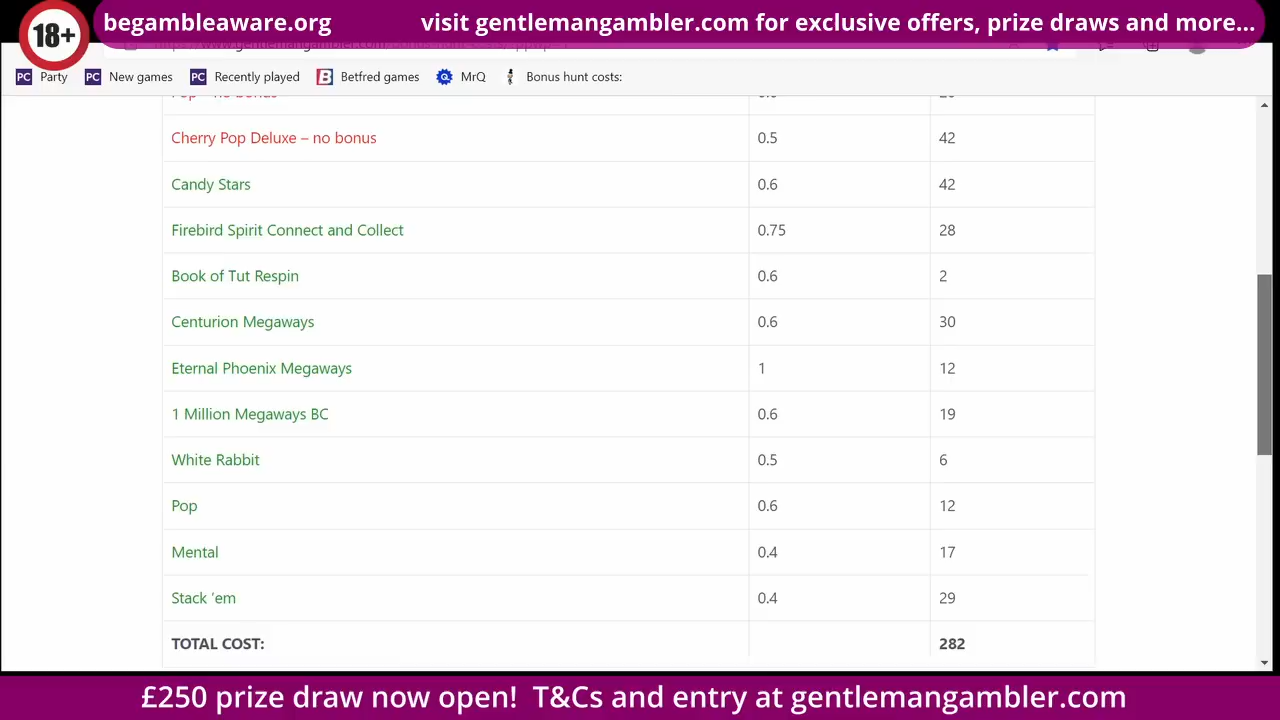 18+
begambleaware.org
visit gentlemangambler.com for exclusive offers, prize draws and more...
PC Party
PC New games
PC Recently played
B Betfred games
Q MrQ
Bonus hunt costs:
Cherry Pop Deluxe – no bonus 0.5 42
Candy Stars 0.6 42
Firebird Spirit Connect and Collect 0.75 28
Book of Tut Respin 0.6 2
Centurion Megaways 0.6 30
Eternal Phoenix Megaways 1 12
1 Million Megaways BC 0.6 19
White Rabbit 0.5 6
Pop 0.6 12
Mental 0.4 17
Stack ’em 0.4 29
TOTAL COST: 282
£250 prize draw now open! T&Cs and entry at gentlemangambler.com